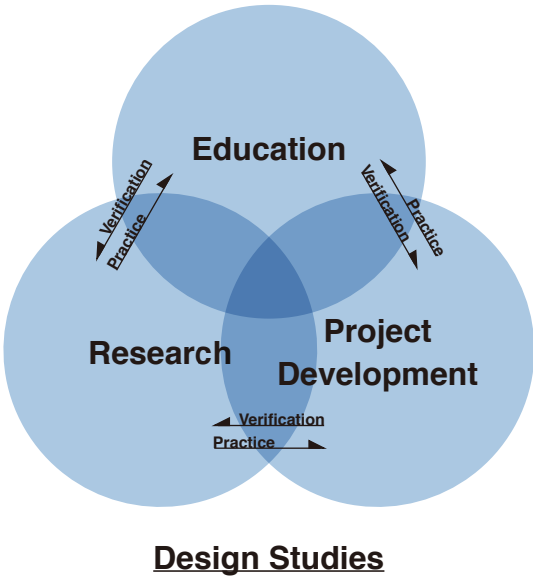 Education
Verification
Practice
Verification
Practice
Research
Project
Development
Verification
Practice
Design Studies